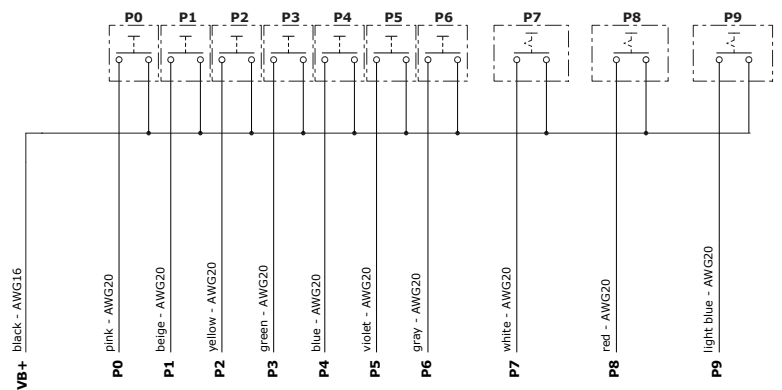 P0 P1 P2 P3 P4 P5 P6 P7 P8 P9
black - AWG16
pink - AWG20
beige - AWG20
yellow - AWG20
green - AWG20
blue - AWG20
violet - AWG20
gray - AWG20
white - AWG20
red - AWG20
light blue - AWG20
VB+
P0
P1
P2
P3
P4
P5
P6
P7
P8
P9